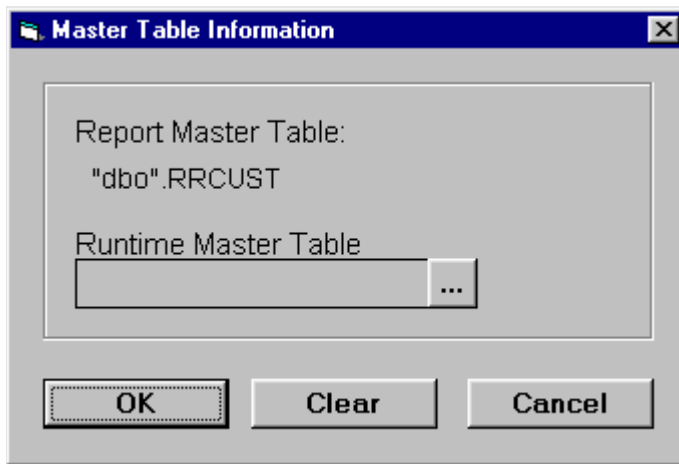 Master Table Information
Report Master Table:
"dbo".RRCUST
Runtime Master Table
...
OK Clear Cancel